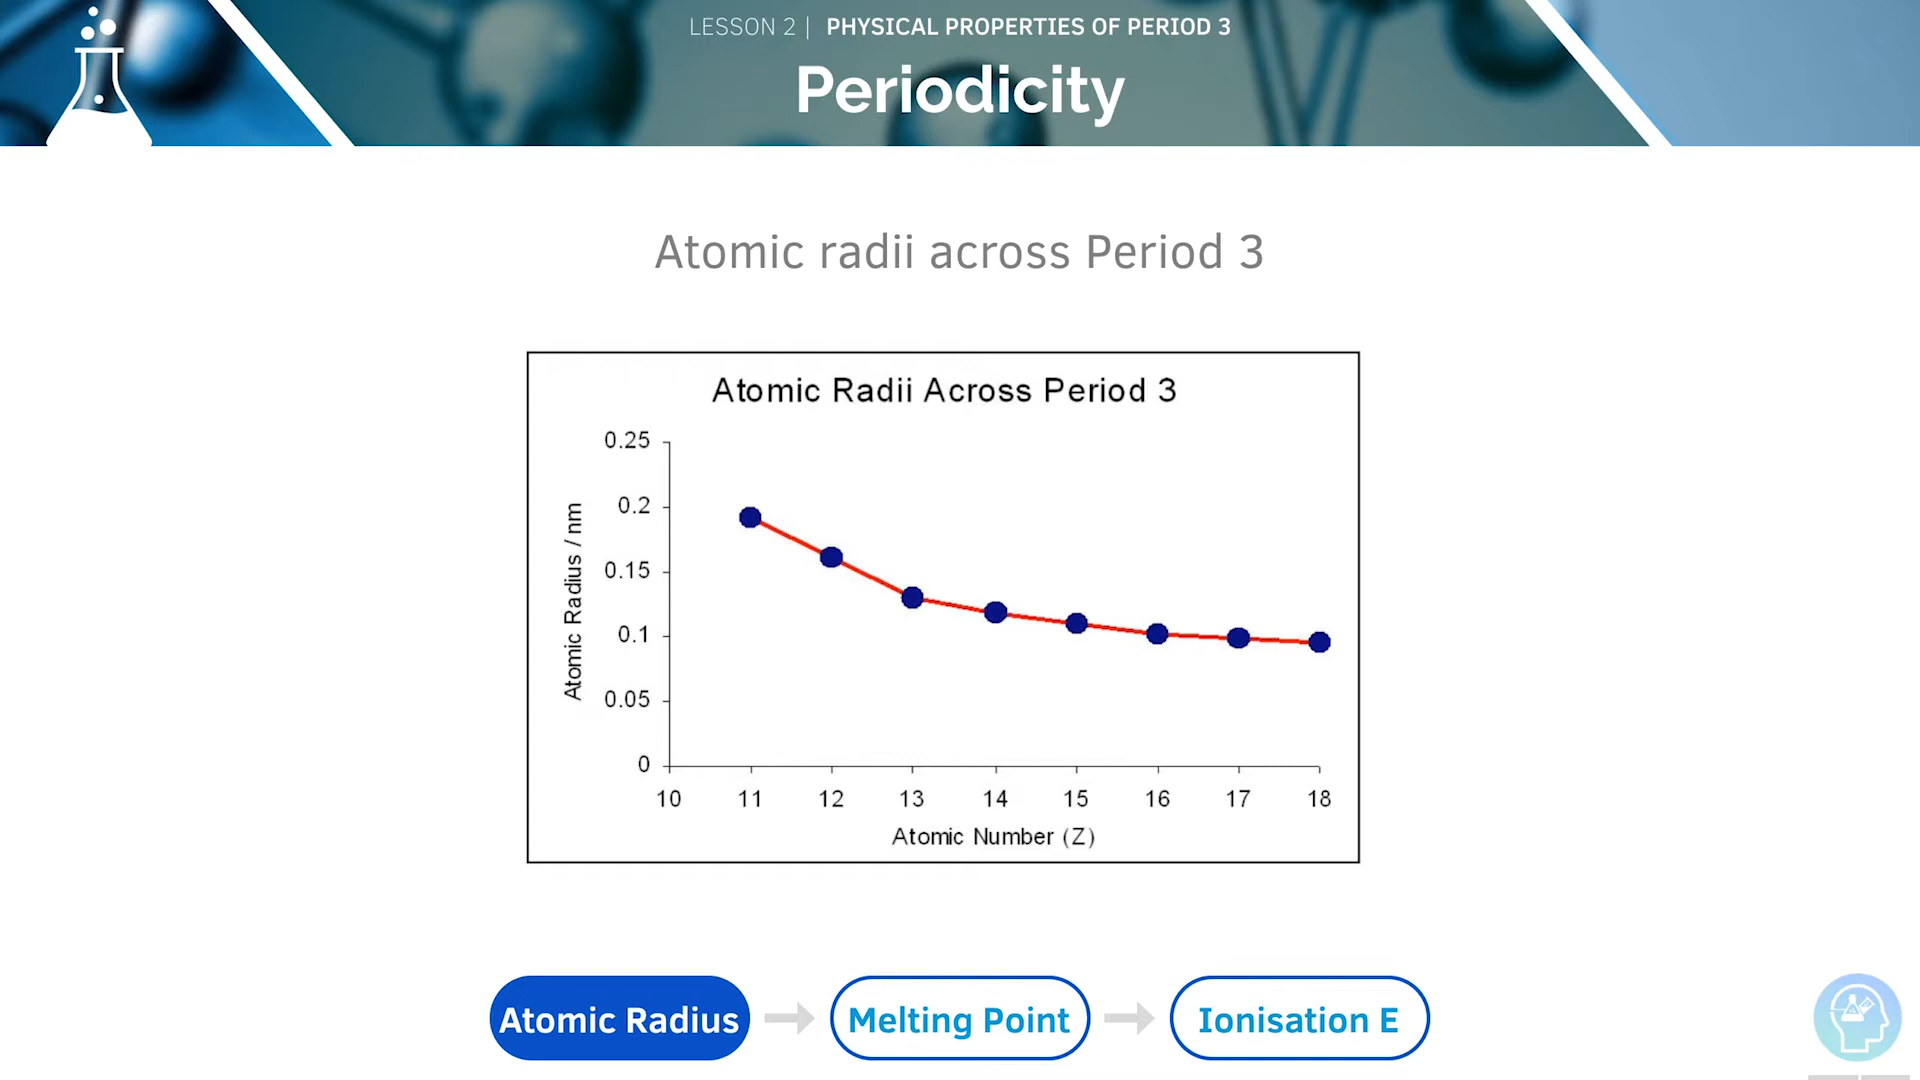 LESSON 2 | PHYSICAL PROPERTIES OF PERIOD 3
Periodicity
Atomic radii across Period 3
Atomic Radii Across Period 3
Atomic Radius / nm
0.25
0.2
0.15
0.1
0.05
0
10 11 12 13 14 15 16 17 18
Atomic Number (Z)
Atomic Radius Melting Point Ionisation E